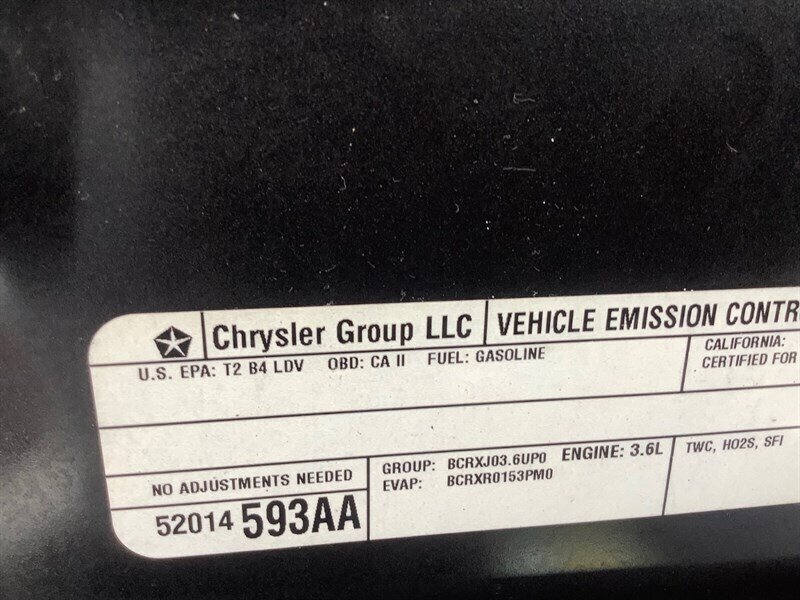 Chrysler Group LLC
VEHICLE EMISSION
U.S. EPA: T2 B4 LDV OBD: CA II FUEL: GASOLINE
CALIFORNIA:
CERTIFIED FOR
NO ADJUSTMENTS NEEDED
52014 593AA
GROUP: BCRXJ03.6UP0 ENGINE: 3.6L
EVAP: BCRXR0153PM0
TWC, HO2S, SFI